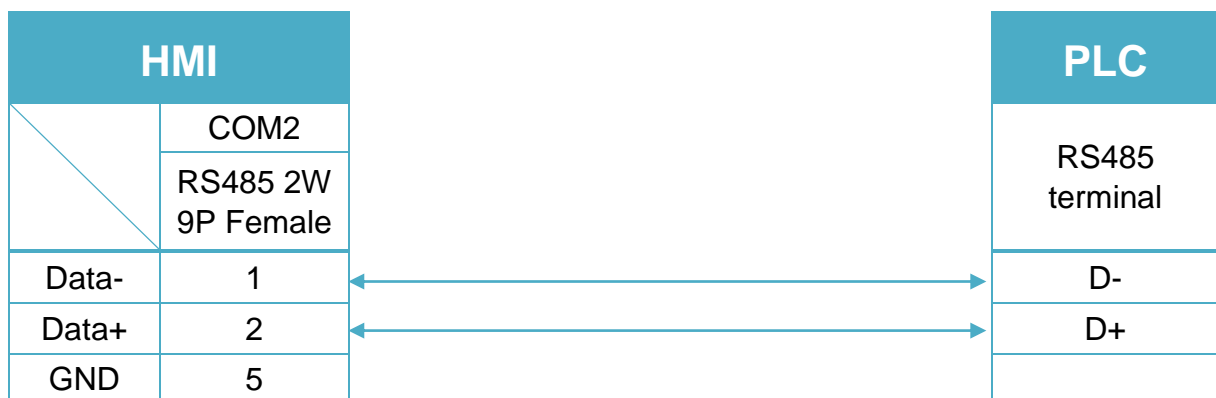 HMI
PLC
COM2
RS485 2W
9P Female
RS485
terminal
Data- 1 D-
Data+ 2 D+
GND 5